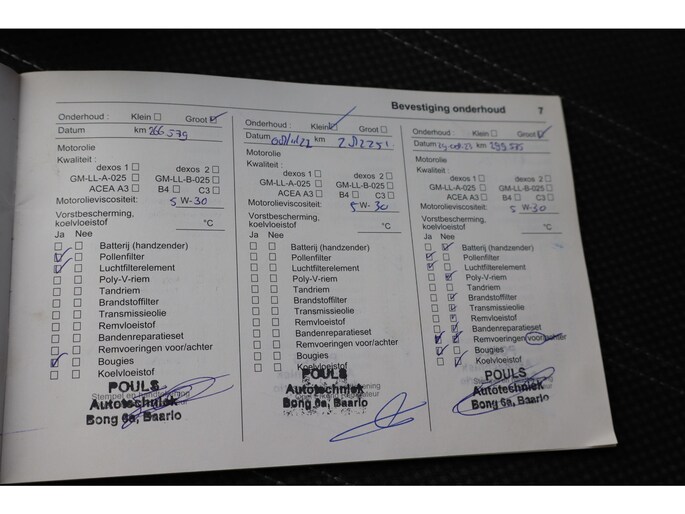 Bevestiging onderhoud 7
Onderhoud : Klein Groot
Datum km 266579
Motorolie
Kwaliteit :
dexos 1 dexos 2
GM-LL-A-025 GM-LL-B-025
ACEA A3 B4 C3
Motorolieviscositeit: 5 W-30
Vorstbescherming,
koelvloeistof °C
Ja Nee
Batterij (handzender)
Pollenfilter
Luchtfilterelement
Poly-V-riem
Tandriem
Brandstoffilter
Transmissieolie
Remvloeistof
Bandenreparatieset
Remvoeringen voor/achter
Bougies
Koelvloeistof
POULS
Autotechniek
Bong 6a, Baarlo
Onderhoud : Klein Groot
Datum km
Motorolie
Kwaliteit :
dexos 1 dexos 2
GM-LL-A-025 GM-LL-B-025
ACEA A3 B4 C3
Motorolieviscositeit: 5 W- 30
Vorstbescherming,
koelvloeistof °C
Ja Nee
Batterij (handzender)
Pollenfilter
Luchtfilterelement
Poly-V-riem
Tandriem
Brandstoffilter
Transmissieolie
Remvloeistof
Bandenreparatieset
Remvoeringen voor/achter
Bougies
Koelvloeistof
POULS
Autotechniek
Bong 6a, Baarlo
Onderhoud : Klein Groot
Datum km
Motorolie
Kwaliteit :
dexos 1 dexos 2
GM-LL-A-025 GM-LL-B-025
ACEA A3 B4 C3
Motorolieviscositeit: 5 W-30
Vorstbescherming,
koelvloeistof °C
Ja Nee
Batterij (handzender)
Pollenfilter
Luchtfilterelement
Poly-V-riem
Tandriem
Brandstoffilter
Transmissieolie
Remvloeistof
Bandenreparatieset
Remvoeringen voor/achter
Bougies
Koelvloeistof
POULS
Autotechniek
Bong 6a, Baarlo